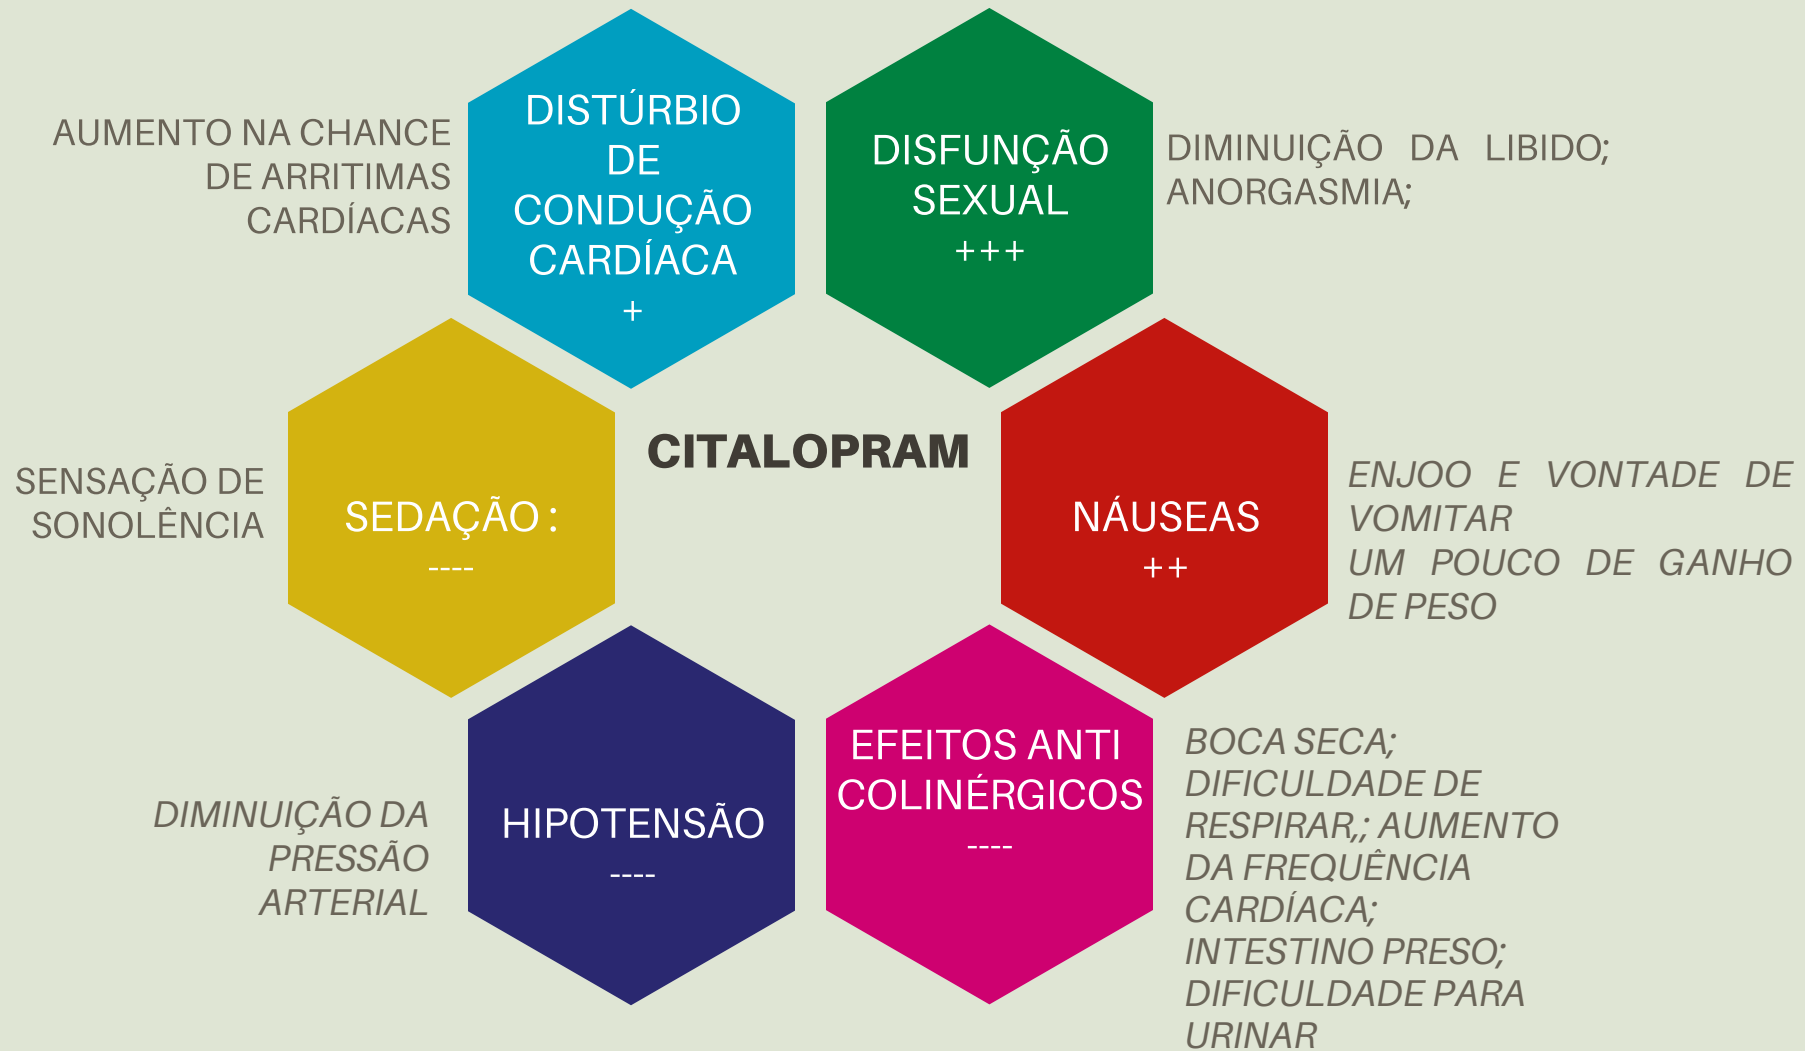 AUMENTO NA CHANCE
DE ARRITIMAS
CARDÍACAS
DISTÚRBIO
DE
CONDUÇÃO
CARDÍACA
+
DISFUNÇÃO
SEXUAL
+++
DIMINUIÇÃO DA LIBIDO;
ANORGASMIA;
SENSAÇÃO DE
SONOLÊNCIA
SEDAÇÃO :
----
CITALOPRAM
NÁUSEAS
++
ENJOO E VONTADE DE
VOMITAR
UM POUCO DE GANHO
DE PESO
DIMINUIÇÃO DA
PRESSÃO
ARTERIAL
HIPOTENSÃO
----
EFEITOS ANTI
COLINÉRGICOS
----
BOCA SECA;
DIFICULDADE DE
RESPIRAR,; AUMENTO
DA FREQUÊNCIA
CARDÍACA;
INTESTINO PRESO;
DIFICULDADE PARA
URINAR